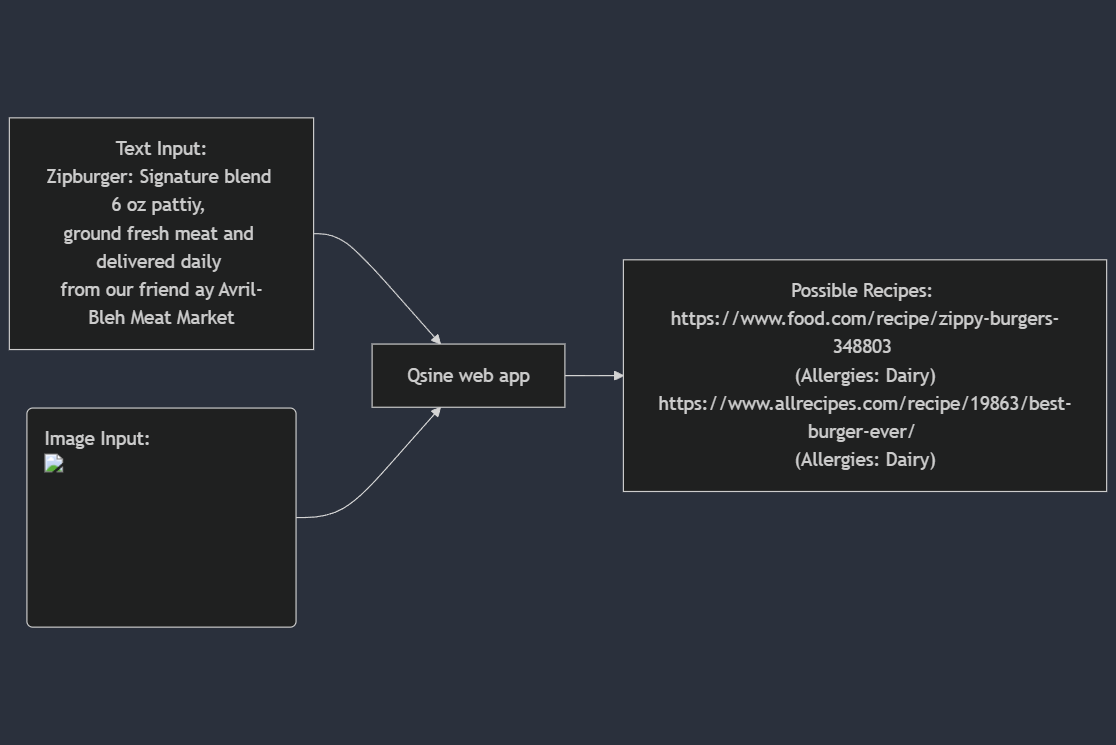 Text Input:
Zipburger: Signature blend
6 oz pattiy,
ground fresh meat and
delivered daily
from our friend ay Avril-
Bleh Meat Market
Image Input:
Qsine web app
Possible Recipes:
https://www.food.com/recipe/zippy-burgers-
348803
(Allergies: Dairy)
https://www.allrecipes.com/recipe/19863/best-
burger-ever/
(Allergies: Dairy)